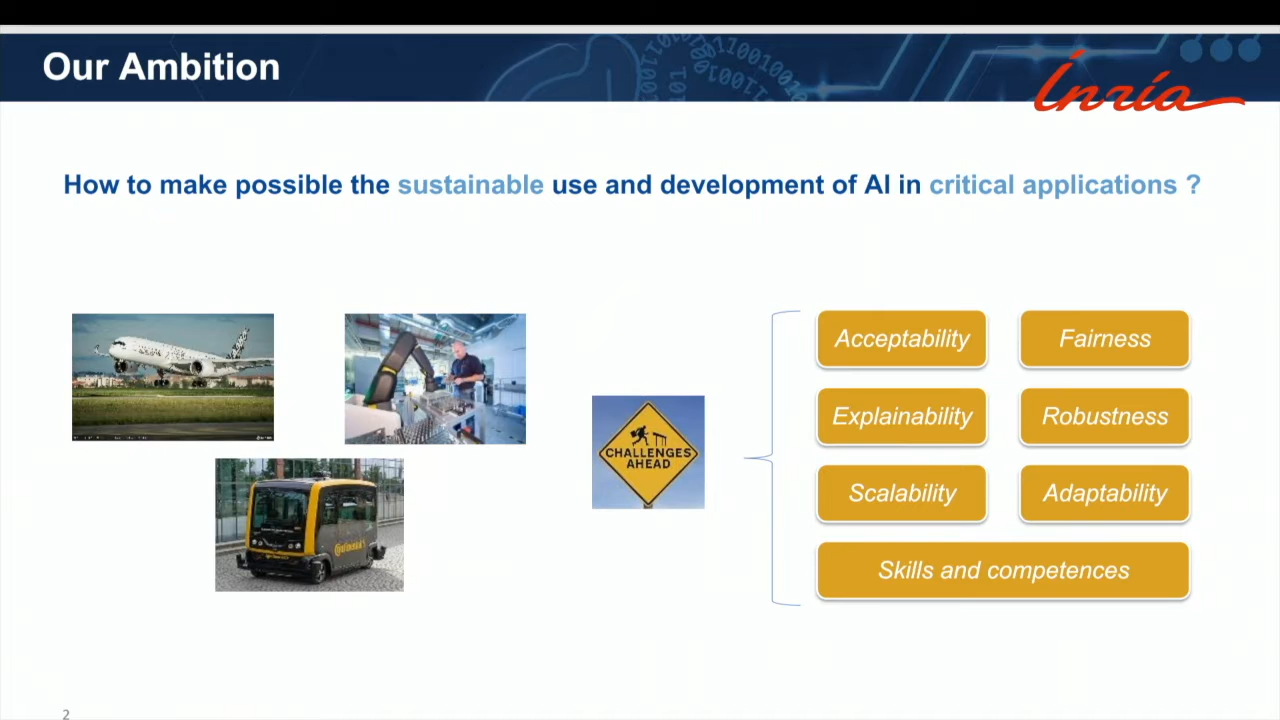 Our Ambition
Inria
How to make possible the sustainable use and development of AI in critical applications ?
CHALLENGES
AHEAD
Continental
Acceptability
Fairness
Explainability
Robustness
Scalability
Adaptability
Skills and competences
2